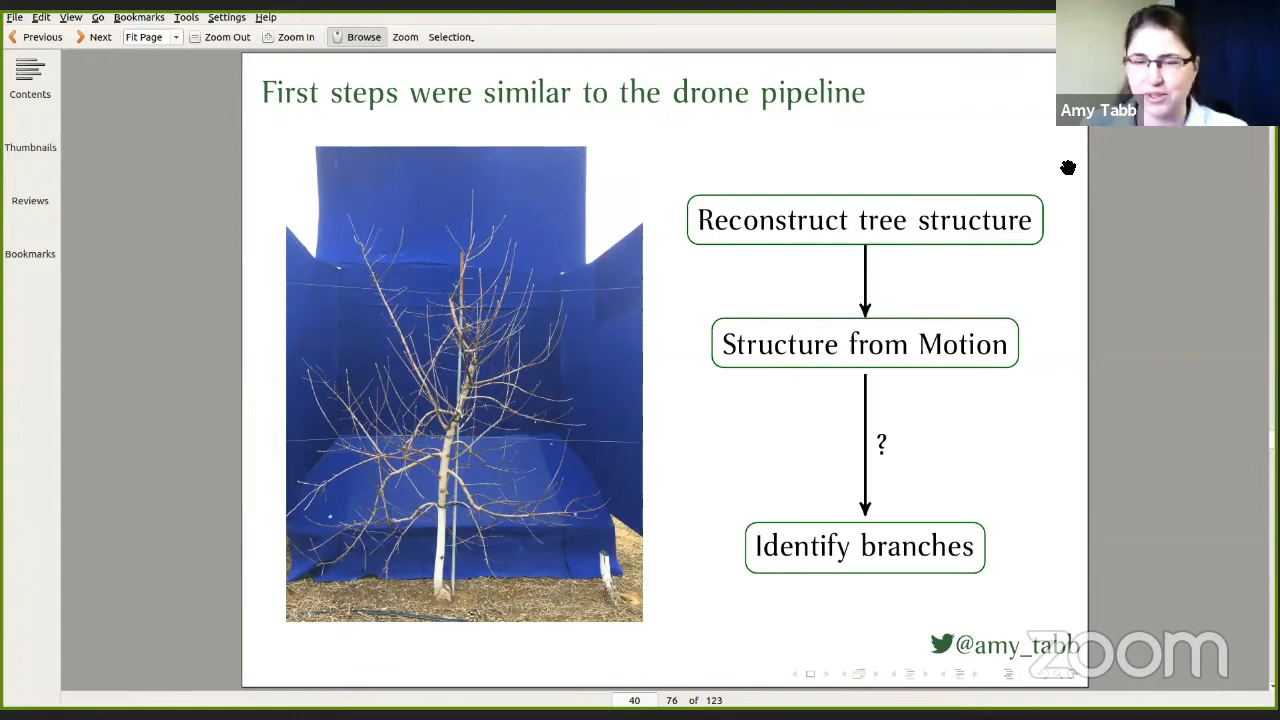 File Edit View Go Bookmarks Tools Settings Help
Previous Next Fit Page Zoom Out Zoom In Browse Zoom Selection
Contents
Thumbnails
Reviews
Bookmarks
First steps were similar to the drone pipeline
Amy Tabb
Reconstruct tree structure
Structure from Motion
?
Identify branches
@amy_tabb
zoom
40 76 of 123